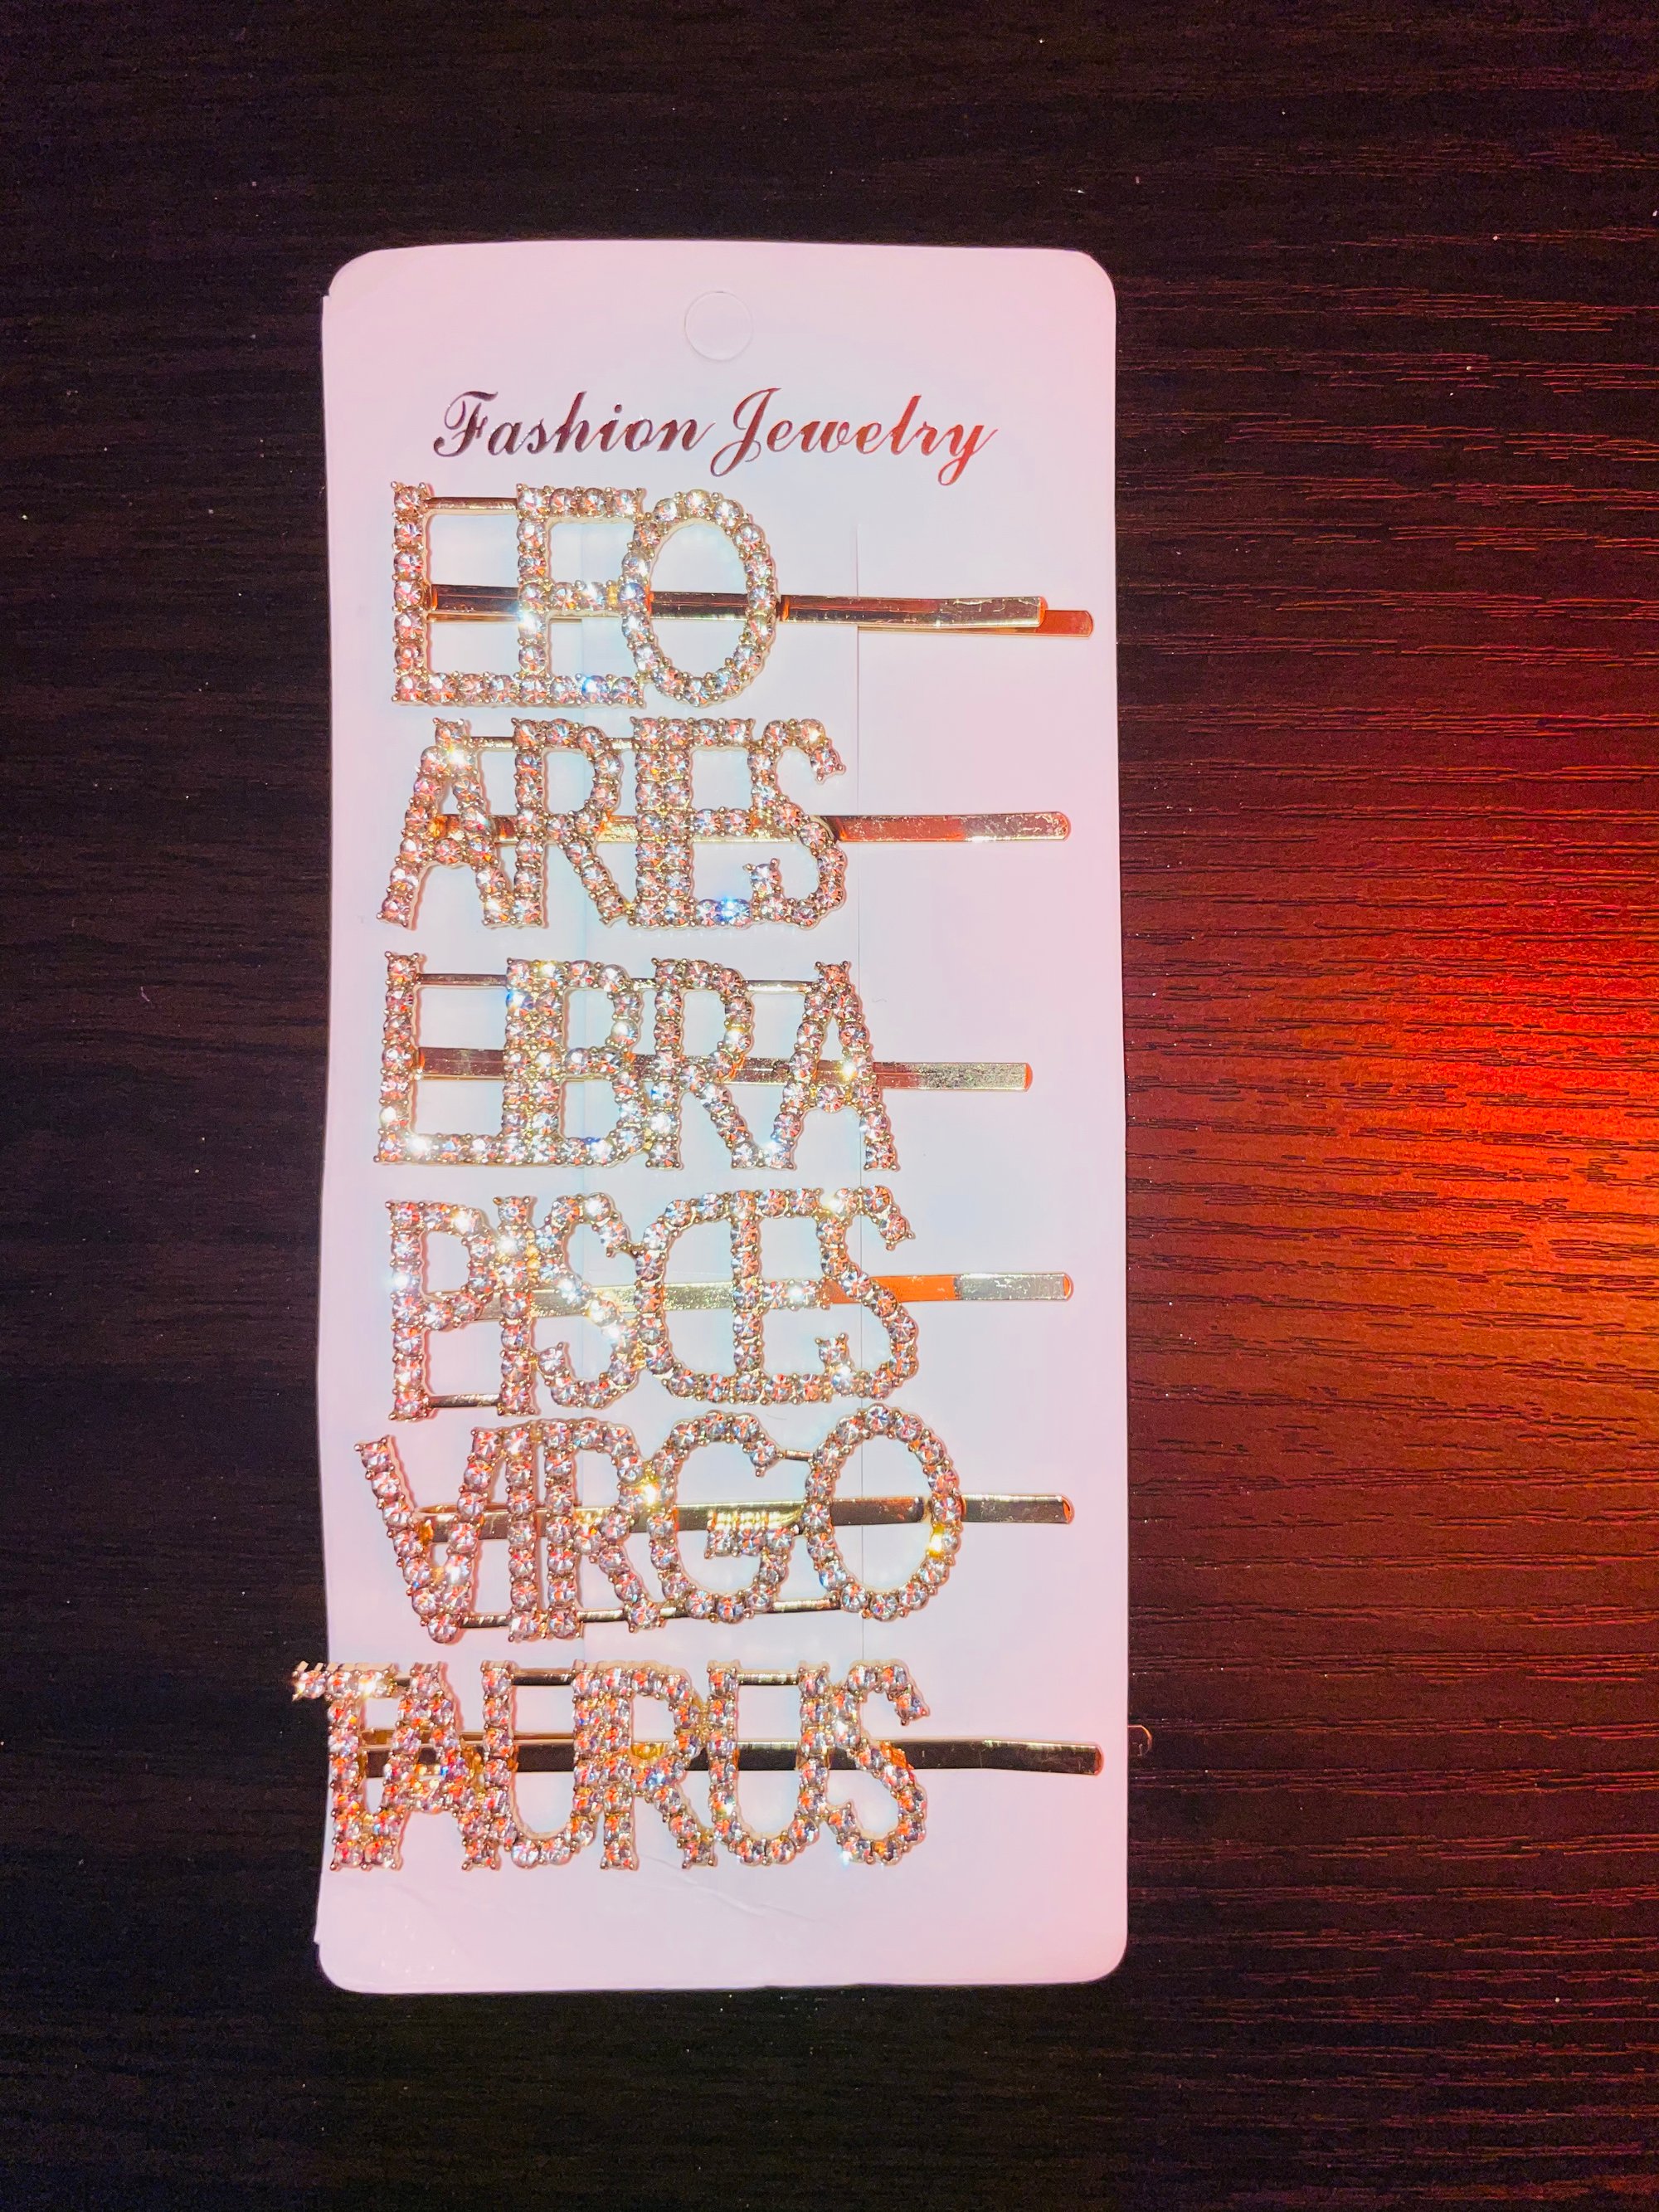 Fashion Jewelry
LEO
ARIES
LIBRA
PISCES
VIRGO
TAURUS